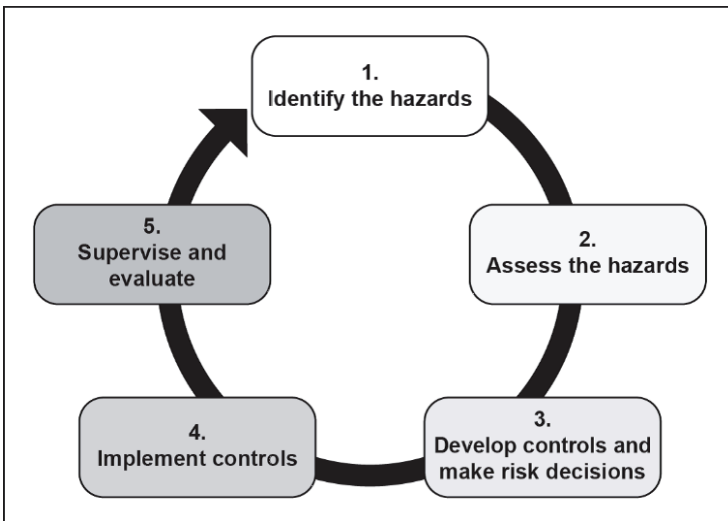 1.
Identify the hazards
2.
Assess the hazards
3.
Develop controls and
make risk decisions
4.
Implement controls
5.
Supervise and
evaluate